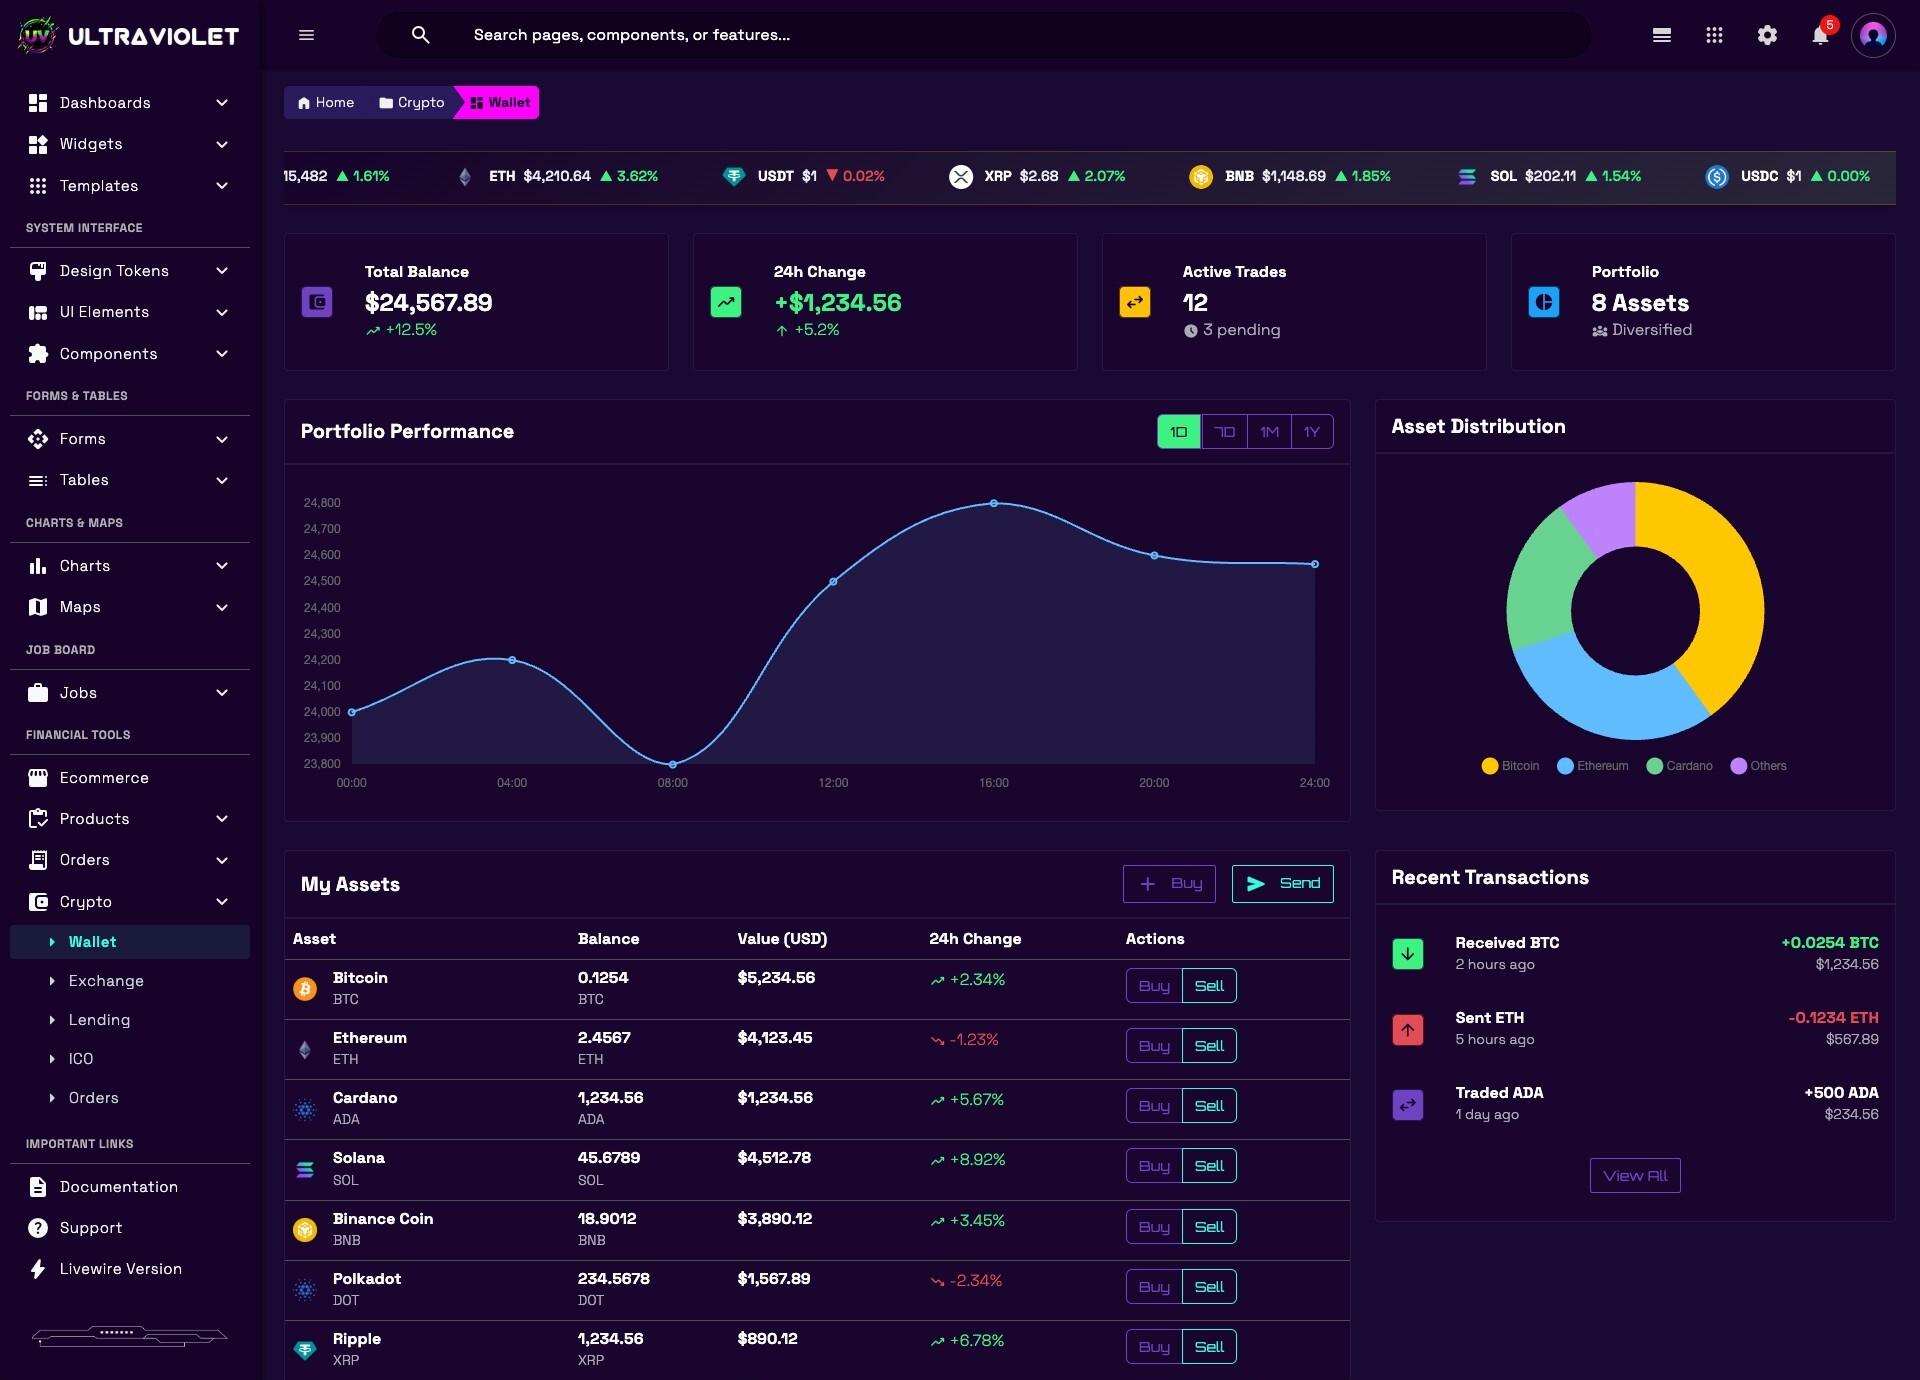 ULTRAVIOLET
Search pages, components, or features...
5
Dashboards
Widgets
Templates
SYSTEM INTERFACE
Design Tokens
UI Elements
Components
FORMS & TABLES
Forms
Tables
CHARTS & MAPS
Charts
Maps
JOB BOARD
Jobs
FINANCIAL TOOLS
Ecommerce
Products
Orders
Crypto
Wallet
Exchange
Lending
ICO
Orders
IMPORTANT LINKS
Documentation
Support
Livewire Version
Home Crypto Wallet
15,482 1.61% ETH $4,210.64 3.62% USDT $1 0.02% XRP $2.68 2.07% BNB $1,148.69 1.85% SOL $202.11 1.54% USDC $1 0.00%
Total Balance
$24,567.89
+12.5%
24h Change
+$1,234.56
+5.2%
Active Trades
12
3 pending
Portfolio
8 Assets
Diversified
Portfolio Performance
1D 7D 1M 1Y
24,800
24,700
24,600
24,500
24,400
24,300
24,200
24,100
24,000
23,900
23,800
00:00 04:00 08:00 12:00 16:00 20:00 24:00
Asset Distribution
Bitcoin Ethereum Cardano Others
My Assets
Buy Send
Asset Balance Value (USD) 24h Change Actions
Bitcoin 0.1254 $5,234.56 +2.34% Buy Sell
BTC BTC
Ethereum 2.4567 $4,123.45 -1.23% Buy Sell
ETH ETH
Cardano 1,234.56 $1,234.56 +5.67% Buy Sell
ADA ADA
Solana 45.6789 $4,512.78 +8.92% Buy Sell
SOL SOL
Binance Coin 18.9012 $3,890.12 +3.45% Buy Sell
BNB BNB
Polkadot 234.5678 $1,567.89 -2.34% Buy Sell
DOT DOT
Ripple 1,234.56 $890.12 +6.78% Buy Sell
XRP XRP
Recent Transactions
Received BTC +0.0254 BTC
2 hours ago $1,234.56
Sent ETH -0.1234 ETH
5 hours ago $567.89
Traded ADA +500 ADA
1 day ago $234.56
View All